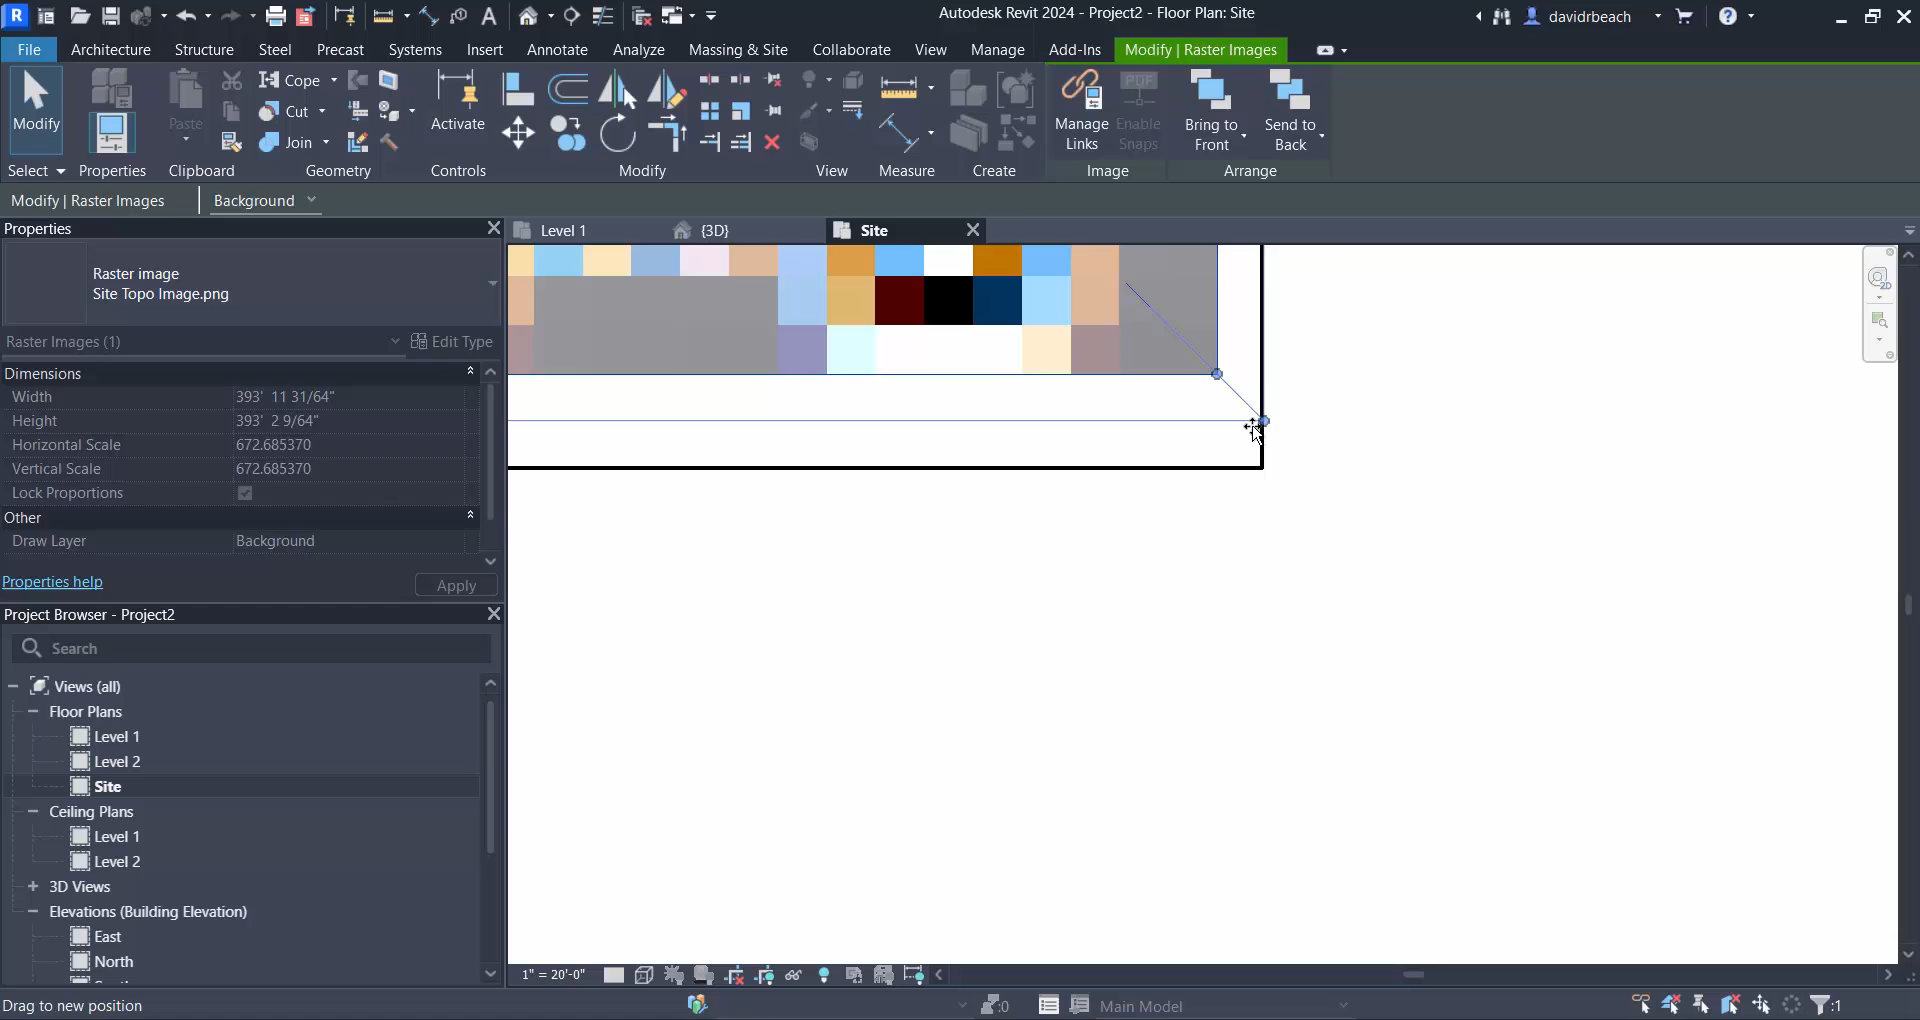 R Autodesk Revit 2024 - Project2 - Floor Plan: Site davidrbeach
File Architecture Structure Steel Precast Systems Insert Annotate Analyze Massing & Site Collaborate View Manage Add-Ins Modify | Raster Images
Modify
Paste
Cope
Cut
Join
Activate
Manage Links
PDF
Enable Snaps
Bring to Front
Send to Back
Select Properties Clipboard Geometry Controls Modify View Measure Create Image Arrange
Modify | Raster Images Background
Properties
Level 1 {3D} Site
Raster image
Site Topo Image.png
2D
Raster Images (1) Edit Type
Dimensions
Width 393' 11 31/64"
Height 393' 2 9/64"
Horizontal Scale 672.685370
Vertical Scale 672.685370
Lock Proportions
Other
Draw Layer Background
Properties help Apply
Project Browser - Project2
Search
Views (all)
Floor Plans
Level 1
Level 2
Site
Ceiling Plans
Level 1
Level 2
3D Views
Elevations (Building Elevation)
East
North
1" = 20'-0"
Drag to new position :0 Main Model :1